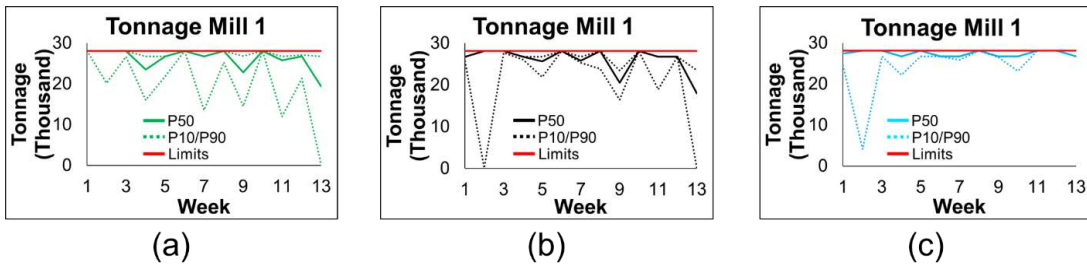 Tonnage Mill 1
Tonnage
(Thousand)
30
20
10
0
P50
P10/P90
Limits
1 3 5 7 9 11 13
Week
(a)
Tonnage Mill 1
Tonnage
(Thousand)
30
20
10
0
P50
P10/P90
Limits
1 3 5 7 9 11 13
Week
(b)
Tonnage Mill 1
Tonnage
(Thousand)
30
20
10
0
P50
P10/P90
Limits
1 3 5 7 9 11 13
Week
(c)